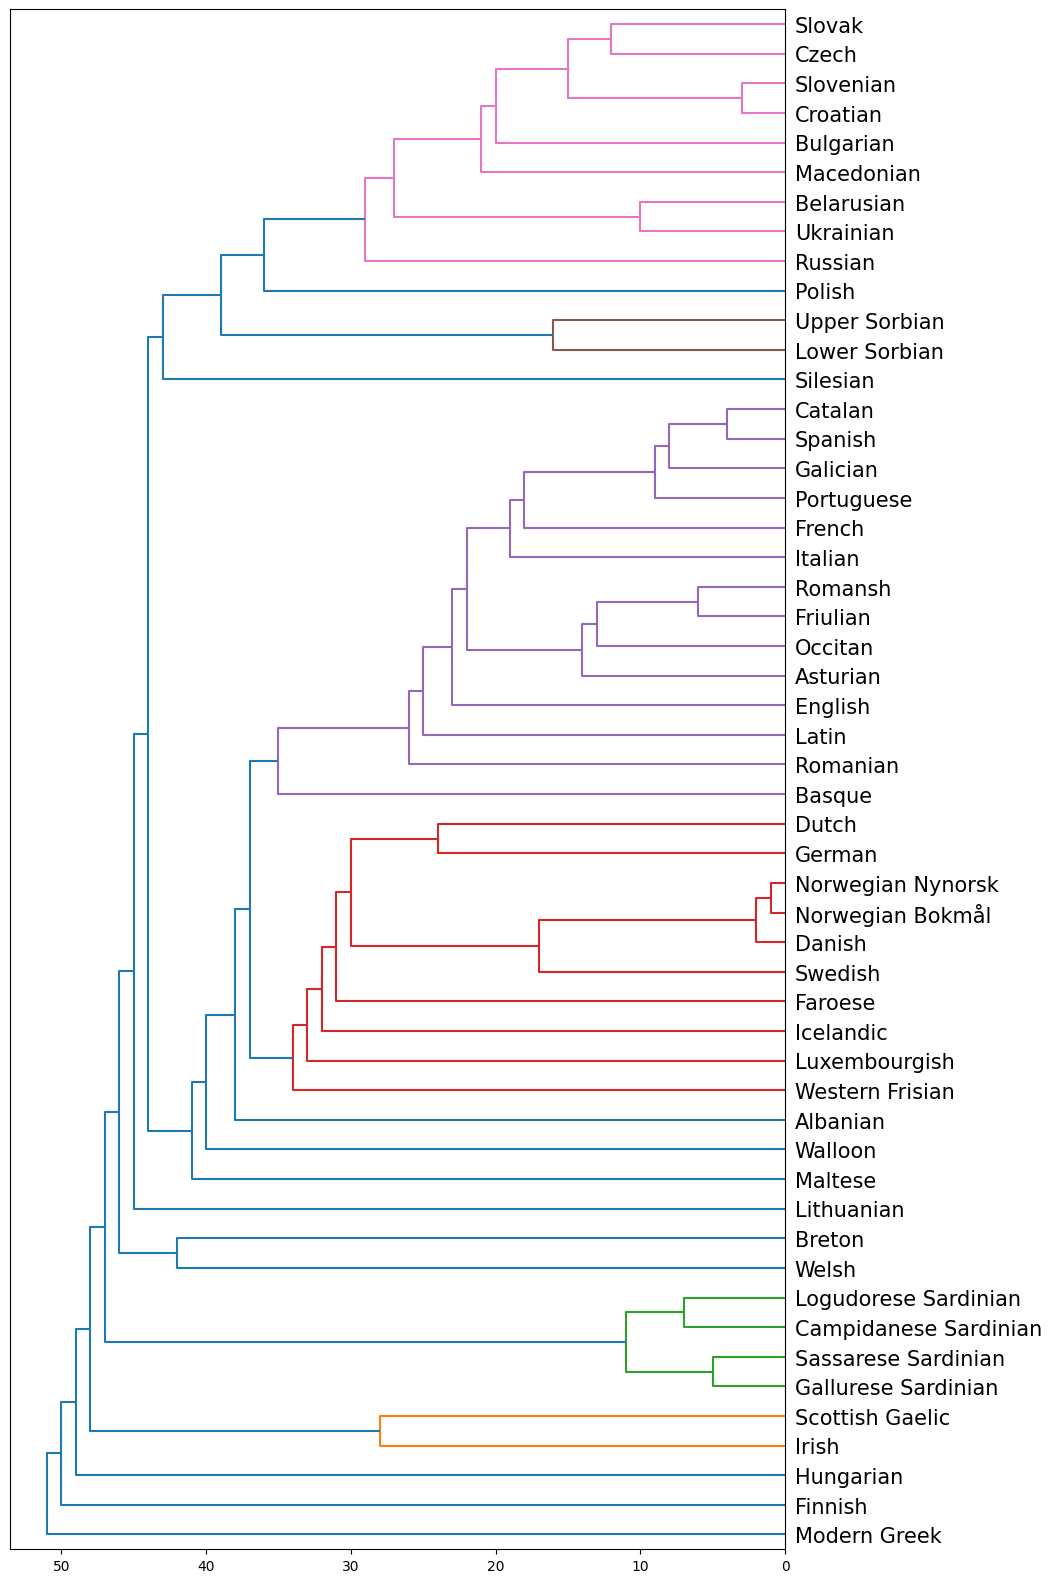 Slovak
Czech
Slovenian
Croatian
Bulgarian
Macedonian
Belarusian
Ukrainian
Russian
Polish
Upper Sorbian
Lower Sorbian
Silesian
Catalan
Spanish
Galician
Portuguese
French
Italian
Romansh
Friulian
Occitan
Asturian
English
Latin
Romanian
Basque
Dutch
German
Norwegian Nynorsk
Norwegian Bokmål
Danish
Swedish
Faroese
Icelandic
Luxembourgish
Western Frisian
Albanian
Walloon
Maltese
Lithuanian
Breton
Welsh
Logudorese Sardinian
Campidanese Sardinian
Sassarese Sardinian
Gallurese Sardinian
Scottish Gaelic
Irish
Hungarian
Finnish
Modern Greek
50 40 30 20 10 0